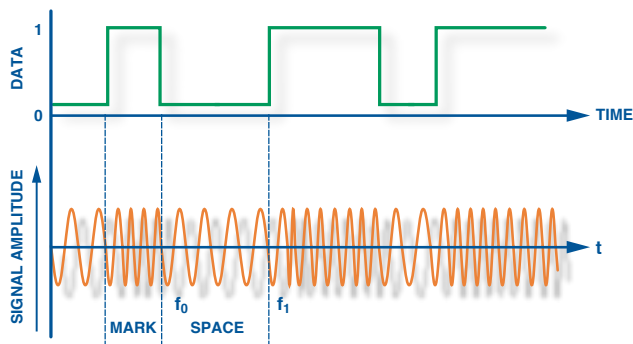 1
DATA
0
TIME
SIGNAL AMPLITUDE
t
f0
f1
MARK
SPACE